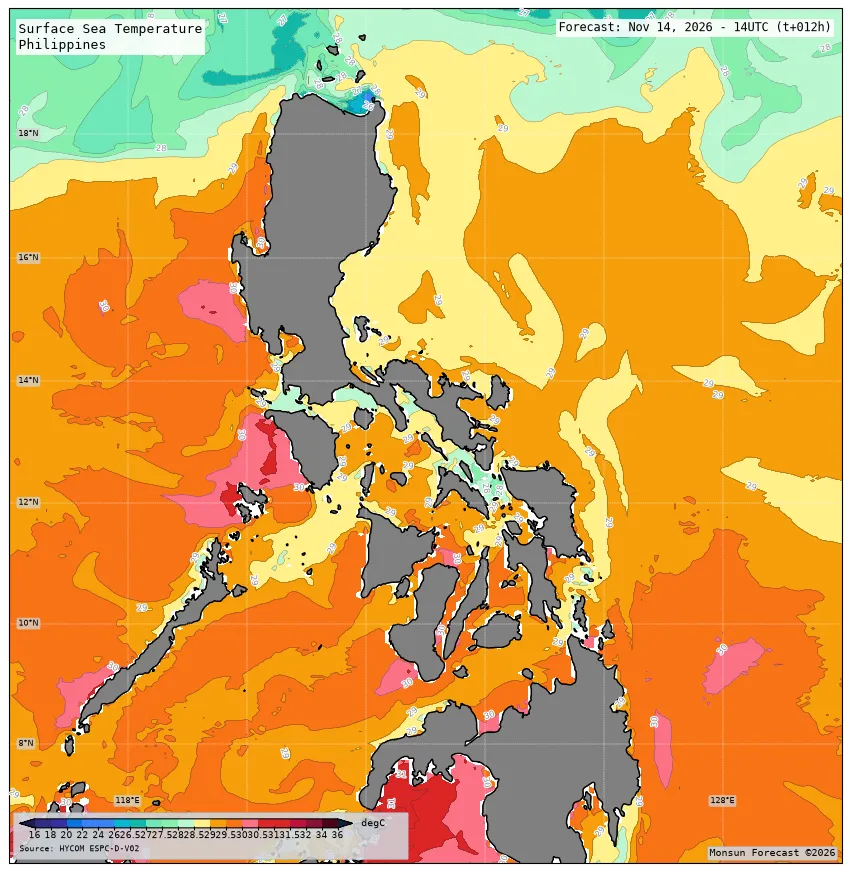 Surface Sea Temperature
Philippines
Forecast: Nov 14, 2026 - 14UTC (t+012h)
18°N
16°N
14°N
12°N
10°N
8°N
118°E
128°E
16 18 20 22 24 26 26.5 27 27.5 28 28.5 29 29.5 30 30.5 31 31.5 32 34 36 degC
Source: HYCOM ESPC-D-V02
Monsun Forecast ©2026